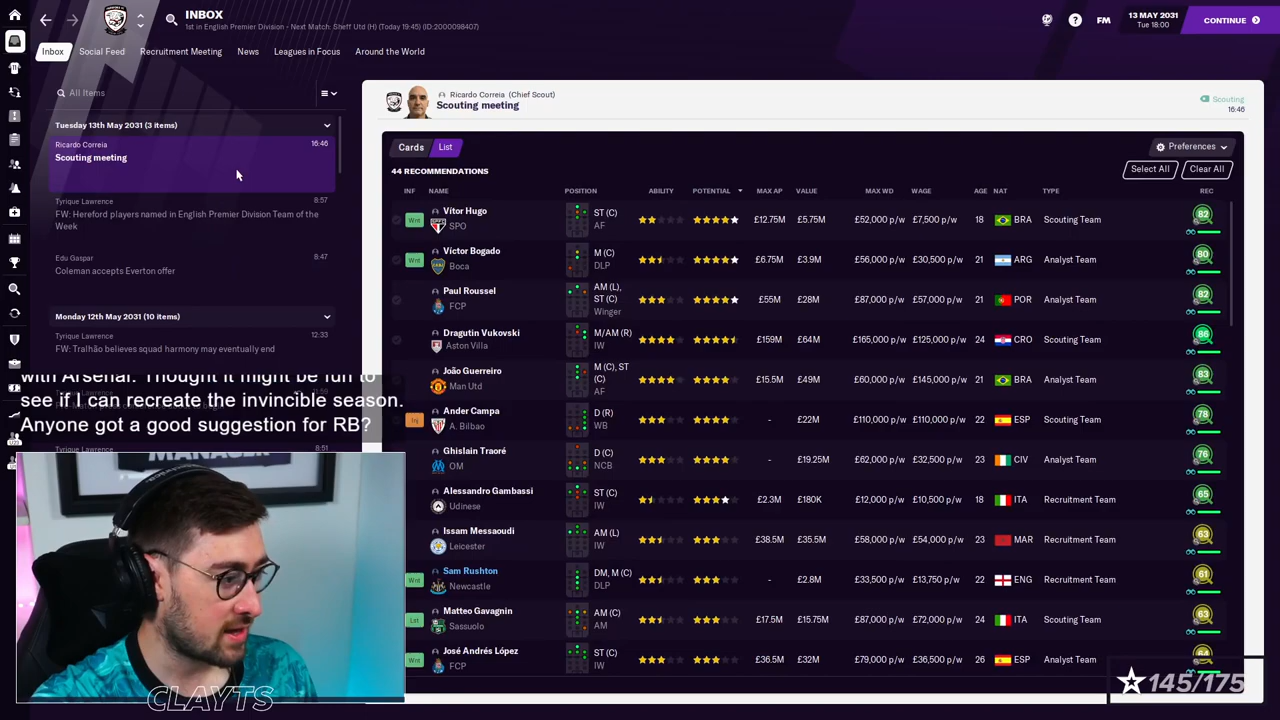 INBOX
1st in English Premier Division - Next Match: Sheff Utd (H) (Today 19:45) (ID:2000098407)
FM
13 MAY 2031
Tue 18:00
CONTINUE
Inbox
Social Feed
Recruitment Meeting
News
Leagues in Focus
Around the World
All Items
Tuesday 13th May 2031 (3 items)
Ricardo Correia 16:46
Scouting meeting
Tyrique Lawrence 8:57
FW: Hereford players named in English Premier Division Team of the
Week
Edu Gaspar 8:47
Coleman accepts Everton offer
Monday 12th May 2031 (10 items)
Tyrique Lawrence 12:33
FW: Tralhão believes squad harmony may eventually end
with Arsenal. Thought it might be fun to
see if I can recreate the invincible season.
Anyone got a good suggestion for RB?
8:51
Ricardo Correia (Chief Scout)
Scouting meeting
Scouting
16:46
Cards
List
Preferences
44 RECOMMENDATIONS
Select All
Clear All
INF NAME POSITION ABILITY POTENTIAL MAX AP VALUE MAX WD WAGE AGE NAT TYPE REC
Wnt Vítor Hugo SPO ST (C) AF £12.75M £5.75M £52,000 p/w £7,500 p/w 18 BRA Scouting Team 82
Wnt Víctor Bogado Boca M (C) DLP £6.75M £3.9M £56,000 p/w £30,500 p/w 21 ARG Analyst Team 80
Paul Roussel FCP AM (L), ST (C) Winger £55M £28M £87,000 p/w £57,000 p/w 21 POR Analyst Team 82
Dragutin Vukovski Aston Villa M/AM (R) IW £159M £64M £165,000 p/w £125,000 p/w 24 CRO Scouting Team 86
João Guerreiro Man Utd M (C), ST (C) AF £15.5M £49M £60,000 p/w £145,000 p/w 21 BRA Analyst Team 83
Inj Ander Campa A. Bilbao D (R) WB - £22M £110,000 p/w £110,000 p/w 22 ESP Scouting Team 78
Ghislain Traoré OM D (C) NCB - £19.25M £62,000 p/w £32,500 p/w 23 CIV Analyst Team 76
Alessandro Gambassi Udinese ST (C) IW £2.3M £180K £12,000 p/w £10,500 p/w 18 ITA Recruitment Team 65
Issam Messaoudi Leicester AM (L) IW £38.5M £35.5M £58,000 p/w £54,000 p/w 23 MAR Recruitment Team 63
Wnt Sam Rushton Newcastle DM, M (C) DLP - £2.8M £33,500 p/w £13,750 p/w 22 ENG Recruitment Team 61
Lst Matteo Gavagnin Sassuolo AM (C) AM £17.5M £15.75M £87,000 p/w £72,000 p/w 24 ITA Scouting Team 63
Wnt José Andrés López FCP ST (C) IW £36.5M £32M £79,000 p/w £36,500 p/w 26 ESP Analyst Team 64
MANAGER
CLAYTS
145/175